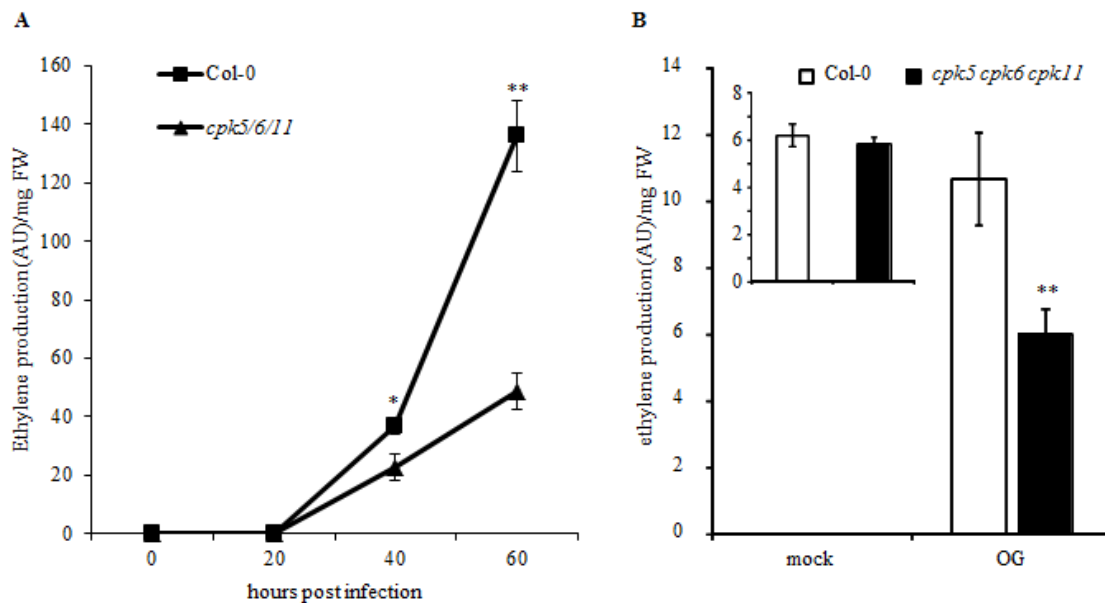 A
Ethylene production (AU)/mg FW
160
140
120
100
80
60
40
20
0
Col-0
cpk5/6/11
*
**
0 20 40 60
hours post infection
B
ethylene production(AU)/mg FW
14
12
10
8
6
4
2
0
Col-0 cpk5 cpk6 cpk11
8
6
4
2
0
**
mock OG